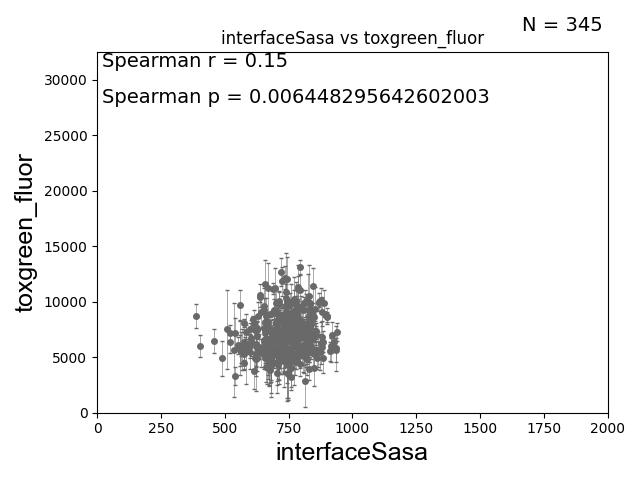 N = 345
interfaceSasa vs toxgreen_fluor
Spearman r = 0.15
Spearman p = 0.006448295642602003
30000
25000
20000
15000
10000
5000
0
toxgreen_fluor
0 250 500 750 1000 1250 1500 1750 2000
interfaceSasa